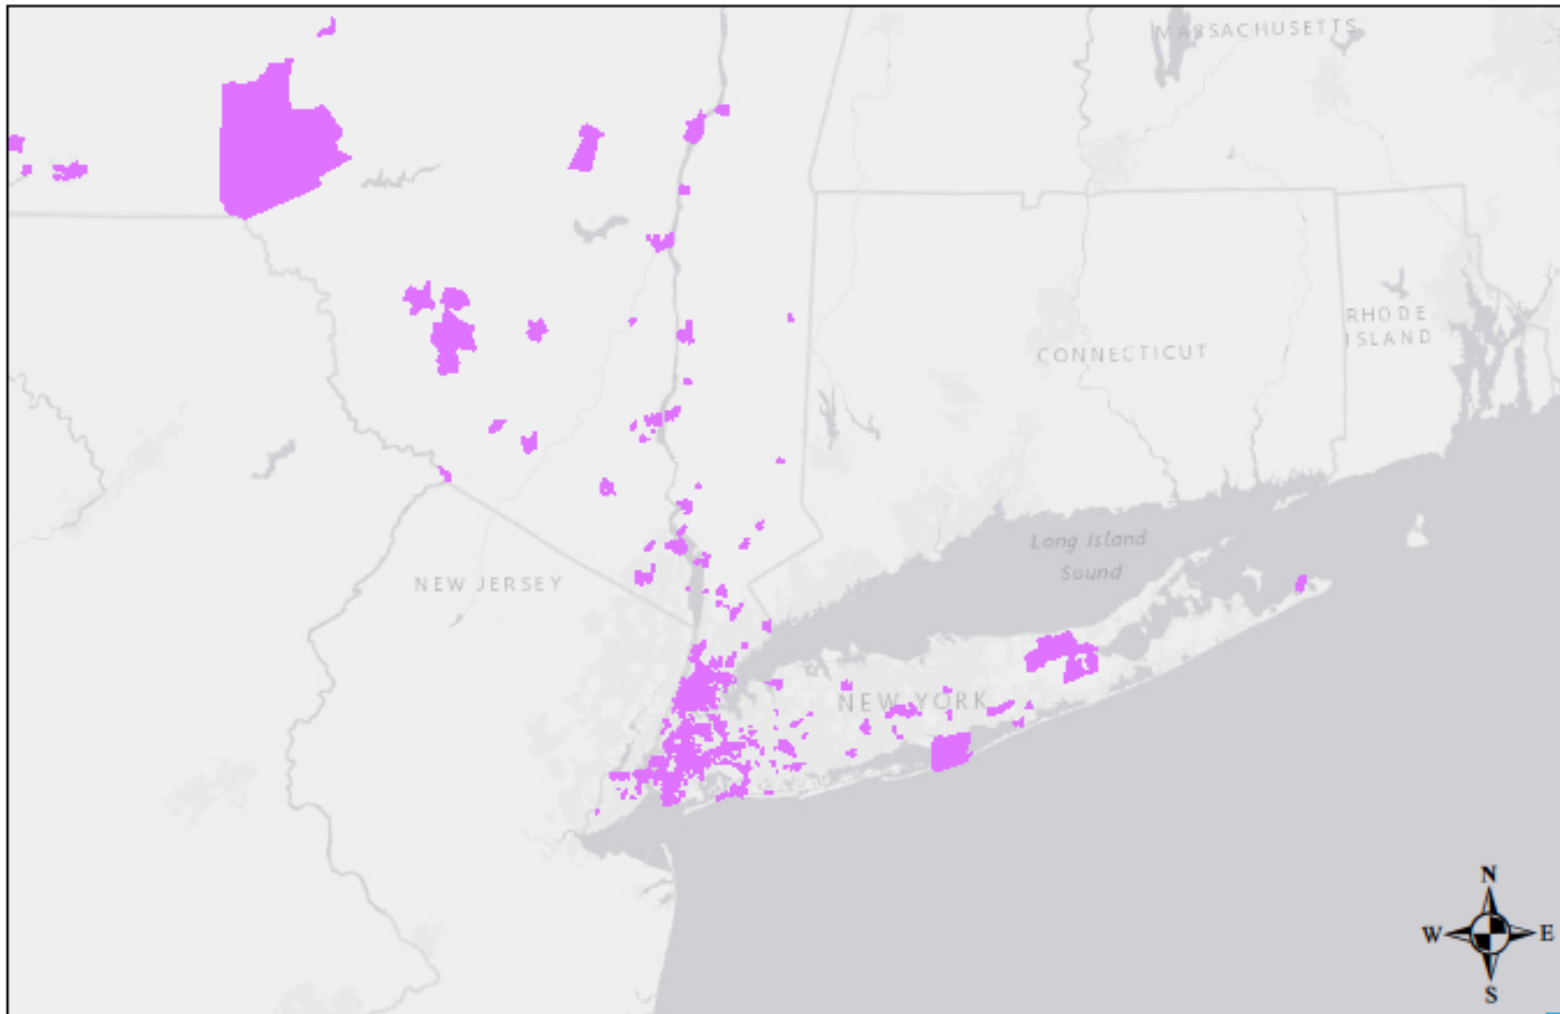 MASSACHUSETTS
RHODE
ISLAND
CONNECTICUT
Long Island
Sound
NEW JERSEY
NEW YORK
N
W E
S